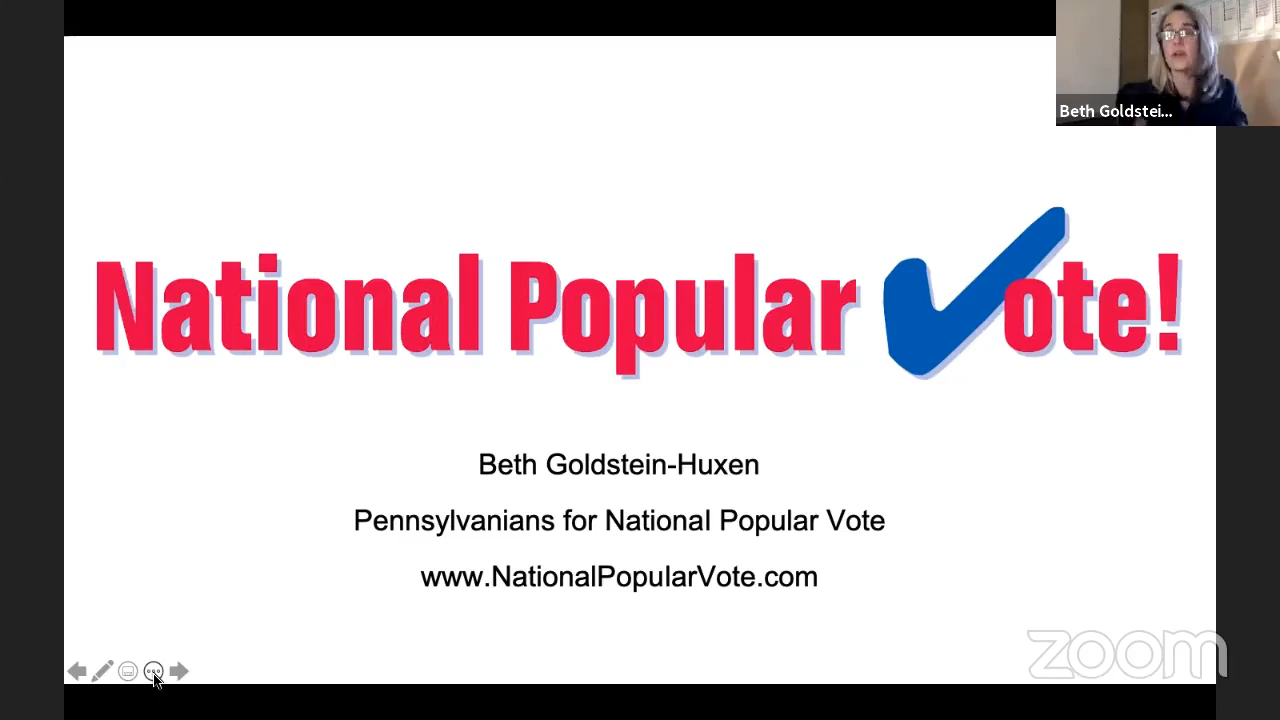 Beth Goldstei...
National Popular Vote!
Beth Goldstein-Huxen
Pennsylvanians for National Popular Vote
www.NationalPopularVote.com
zoom